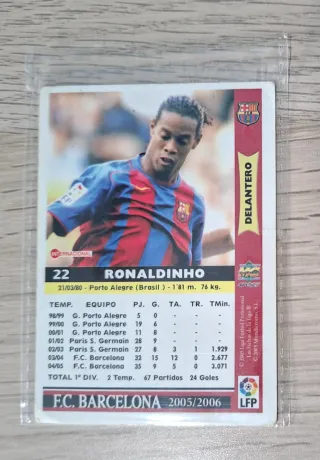 DELANTERO
INTERNACIONAL
22 RONALDINHO
21/03/80 - Porto Alegre (Brasil) - 1'81 m. 76 kg.
TEMP. EQUIPO PJ. G. TA. TR. TMin.
98/99 G. Porto Alegre 5 0
99/00 G. Porto Alegre 19 6
00/01 G. Porto Alegre 11 8
01/02 Paris S. Germain 28 9 - -
02/03 Paris S. Germain 27 8 3 1 1.929
03/04 F.C. Barcelona 32 15 12 - 2.677
04/05 F.C. Barcelona 35 9 5 - 3.071
TOTAL 1ª DIV. 2 Temp. 67 Partidos 24 Goles
F.C. BARCELONA 2005/2006
LFP